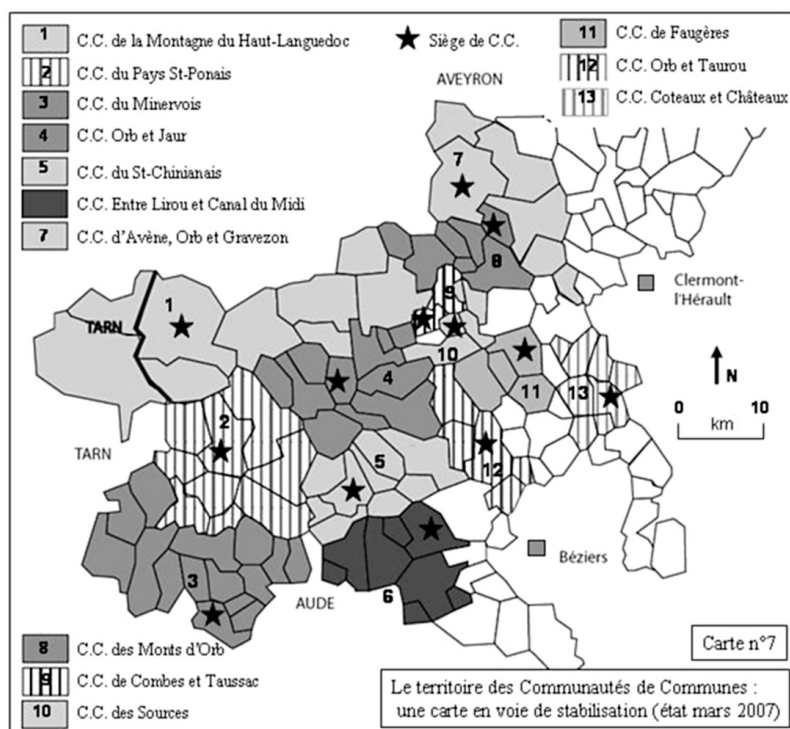 1 C.C. de la Montagne du Haut-Languedoc
2 C.C. du Pays St-Ponais
3 C.C. du Minervois
4 C.C. Orb et Jaur
5 C.C. du St-Chinianais
C.C. Entre Lirou et Canal du Midi
7 C.C. d'Avène, Orb et Gravezon
Siège de C.C.
11 C.C. de Faugères
12 C.C. Orb et Taurou
13 C.C. Coteaux et Châteaux
AVEYRON
7
8
Clermont-
l'Hérault
1
TARN
9
10
4
11
13
N
0 10
km
2
TARN
5
12
3
AUDE
6
Béziers
8 C.C. des Monts d'Orb
9 C.C. de Combes et Taussac
10 C.C. des Sources
Carte n°7
Le territoire des Communautés de Communes :
une carte en voie de stabilisation (état mars 2007)